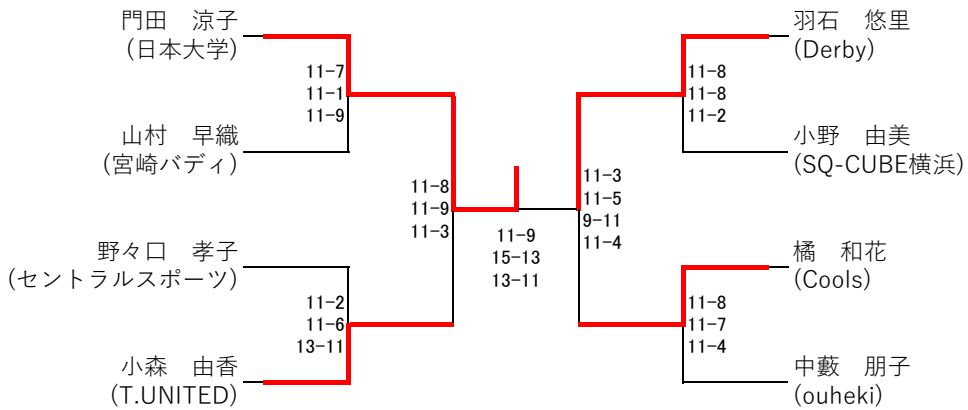 門田　涼子
(日本大学)
11-7
11-1
11-9
山村　早織
(宮崎バディ)
11-8
11-9
11-3
野々口　孝子
(セントラルスポーツ)
11-2
11-6
13-11
小森　由香
(T.UNITED)
11-9
15-13
13-11
羽石　悠里
(Derby)
11-8
11-8
11-2
小野　由美
(SQ-CUBE横浜)
11-3
11-5
9-11
11-4
橘　和花
(Cools)
11-8
11-7
11-4
中藪　朋子
(ouheki)